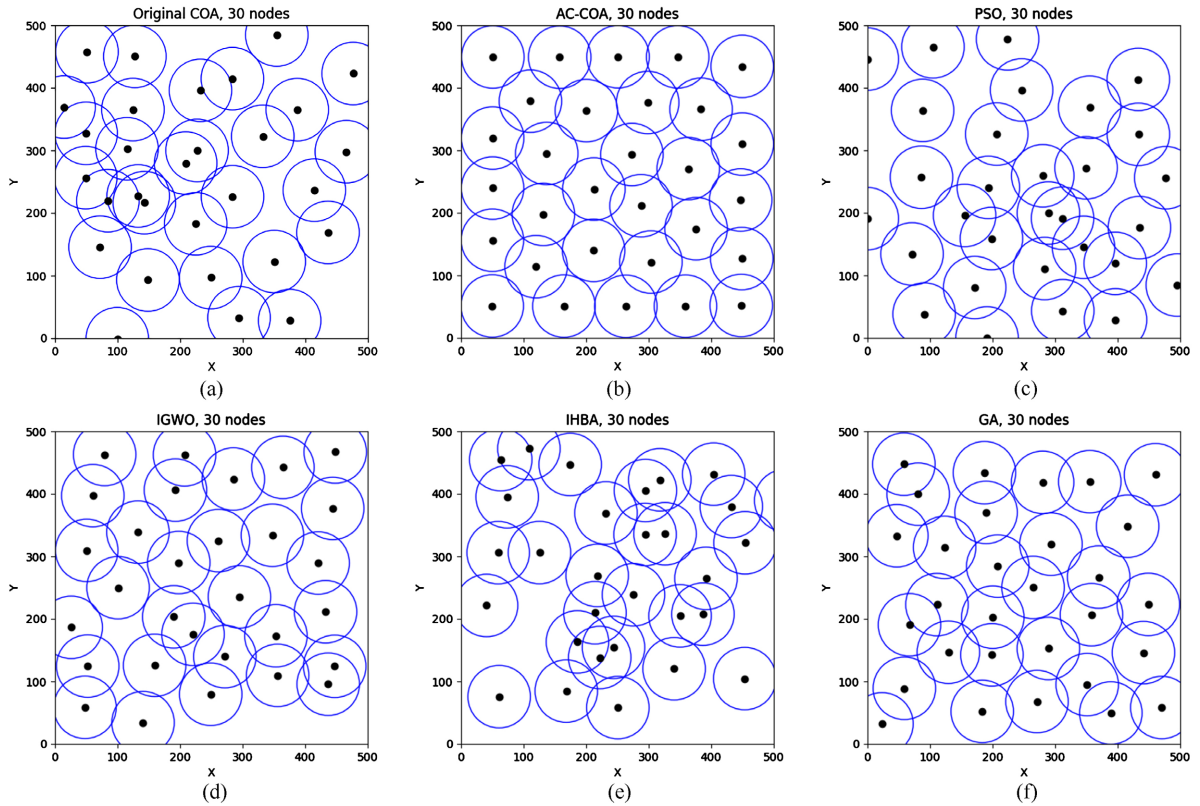 Original COA, 30 nodes
500
400
300
200
100
0
Y
0 100 200 300 400 500
X
(a)
AC-COA, 30 nodes
500
400
300
200
100
0
Y
0 100 200 300 400 500
X
(b)
PSO, 30 nodes
500
400
300
200
100
0
Y
0 100 200 300 400 500
X
(c)
IGWO, 30 nodes
500
400
300
200
100
0
Y
0 100 200 300 400 500
X
(d)
IHBA, 30 nodes
500
400
300
200
100
0
Y
0 100 200 300 400 500
X
(e)
GA, 30 nodes
500
400
300
200
100
0
Y
0 100 200 300 400 500
X
(f)